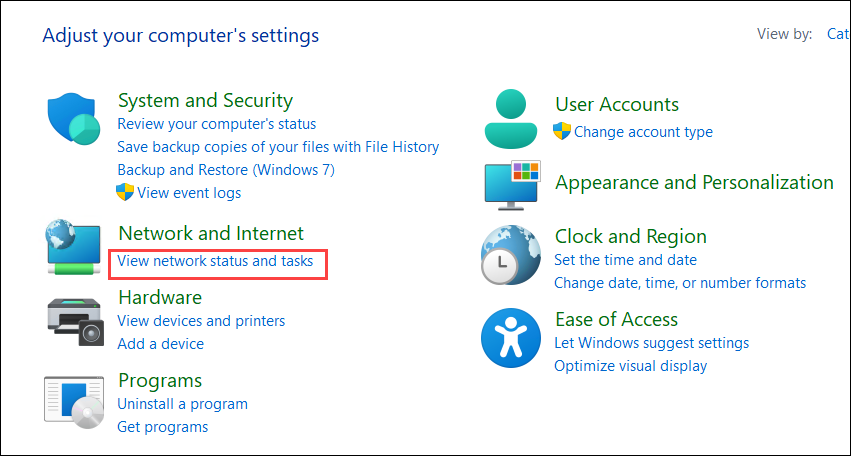 Adjust your computer's settings
View by: Cat
System and Security
Review your computer's status
Save backup copies of your files with File History
Backup and Restore (Windows 7)
View event logs
Network and Internet
View network status and tasks
Hardware
View devices and printers
Add a device
Programs
Uninstall a program
Get programs
User Accounts
Change account type
Appearance and Personalization
Clock and Region
Set the time and date
Change date, time, or number formats
Ease of Access
Let Windows suggest settings
Optimize visual display